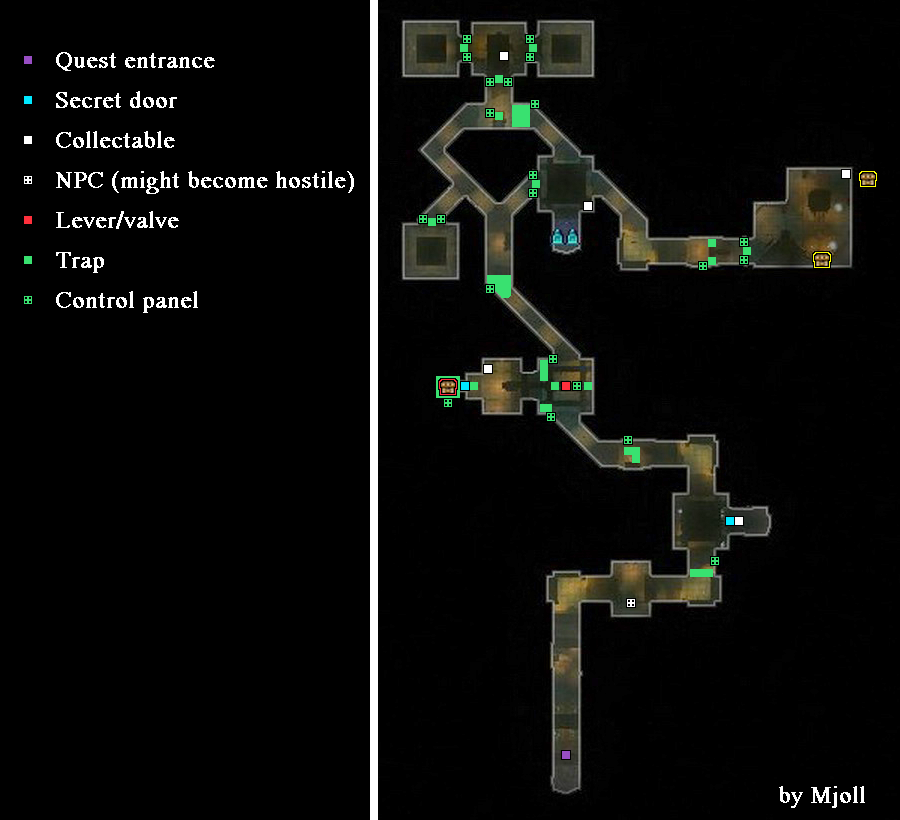 Quest entrance
Secret door
Collectable
NPC (might become hostile)
Lever/valve
Trap
Control panel
by Mjoll